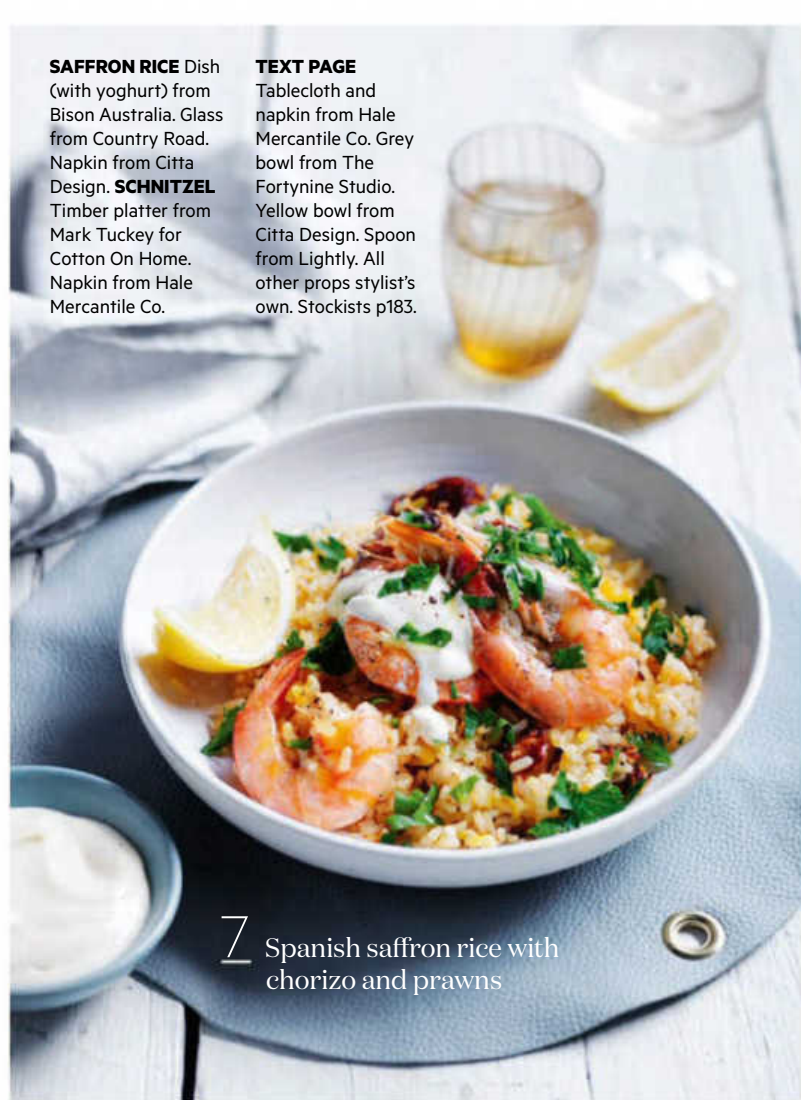 SAFFRON RICE Dish
(with yoghurt) from
Bison Australia. Glass
from Country Road.
Napkin from Citta
Design. SCHNITZEL
Timber platter from
Mark Tuckey for
Cotton On Home.
Napkin from Hale
Mercantile Co.
TEXT PAGE
Tablecloth and
napkin from Hale
Mercantile Co. Grey
bowl from The
Fortynine Studio.
Yellow bowl from
Citta Design. Spoon
from Lightly. All
other props stylist’s
own. Stockists p183.
7 Spanish saffron rice with
chorizo and prawns